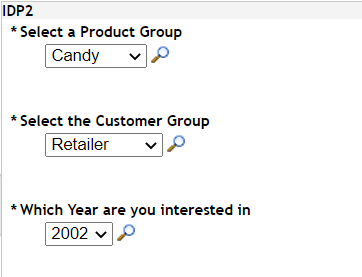 IDP2
* Select a Product Group
Candy
* Select the Customer Group
Retailer
* Which Year are you interested in
2002